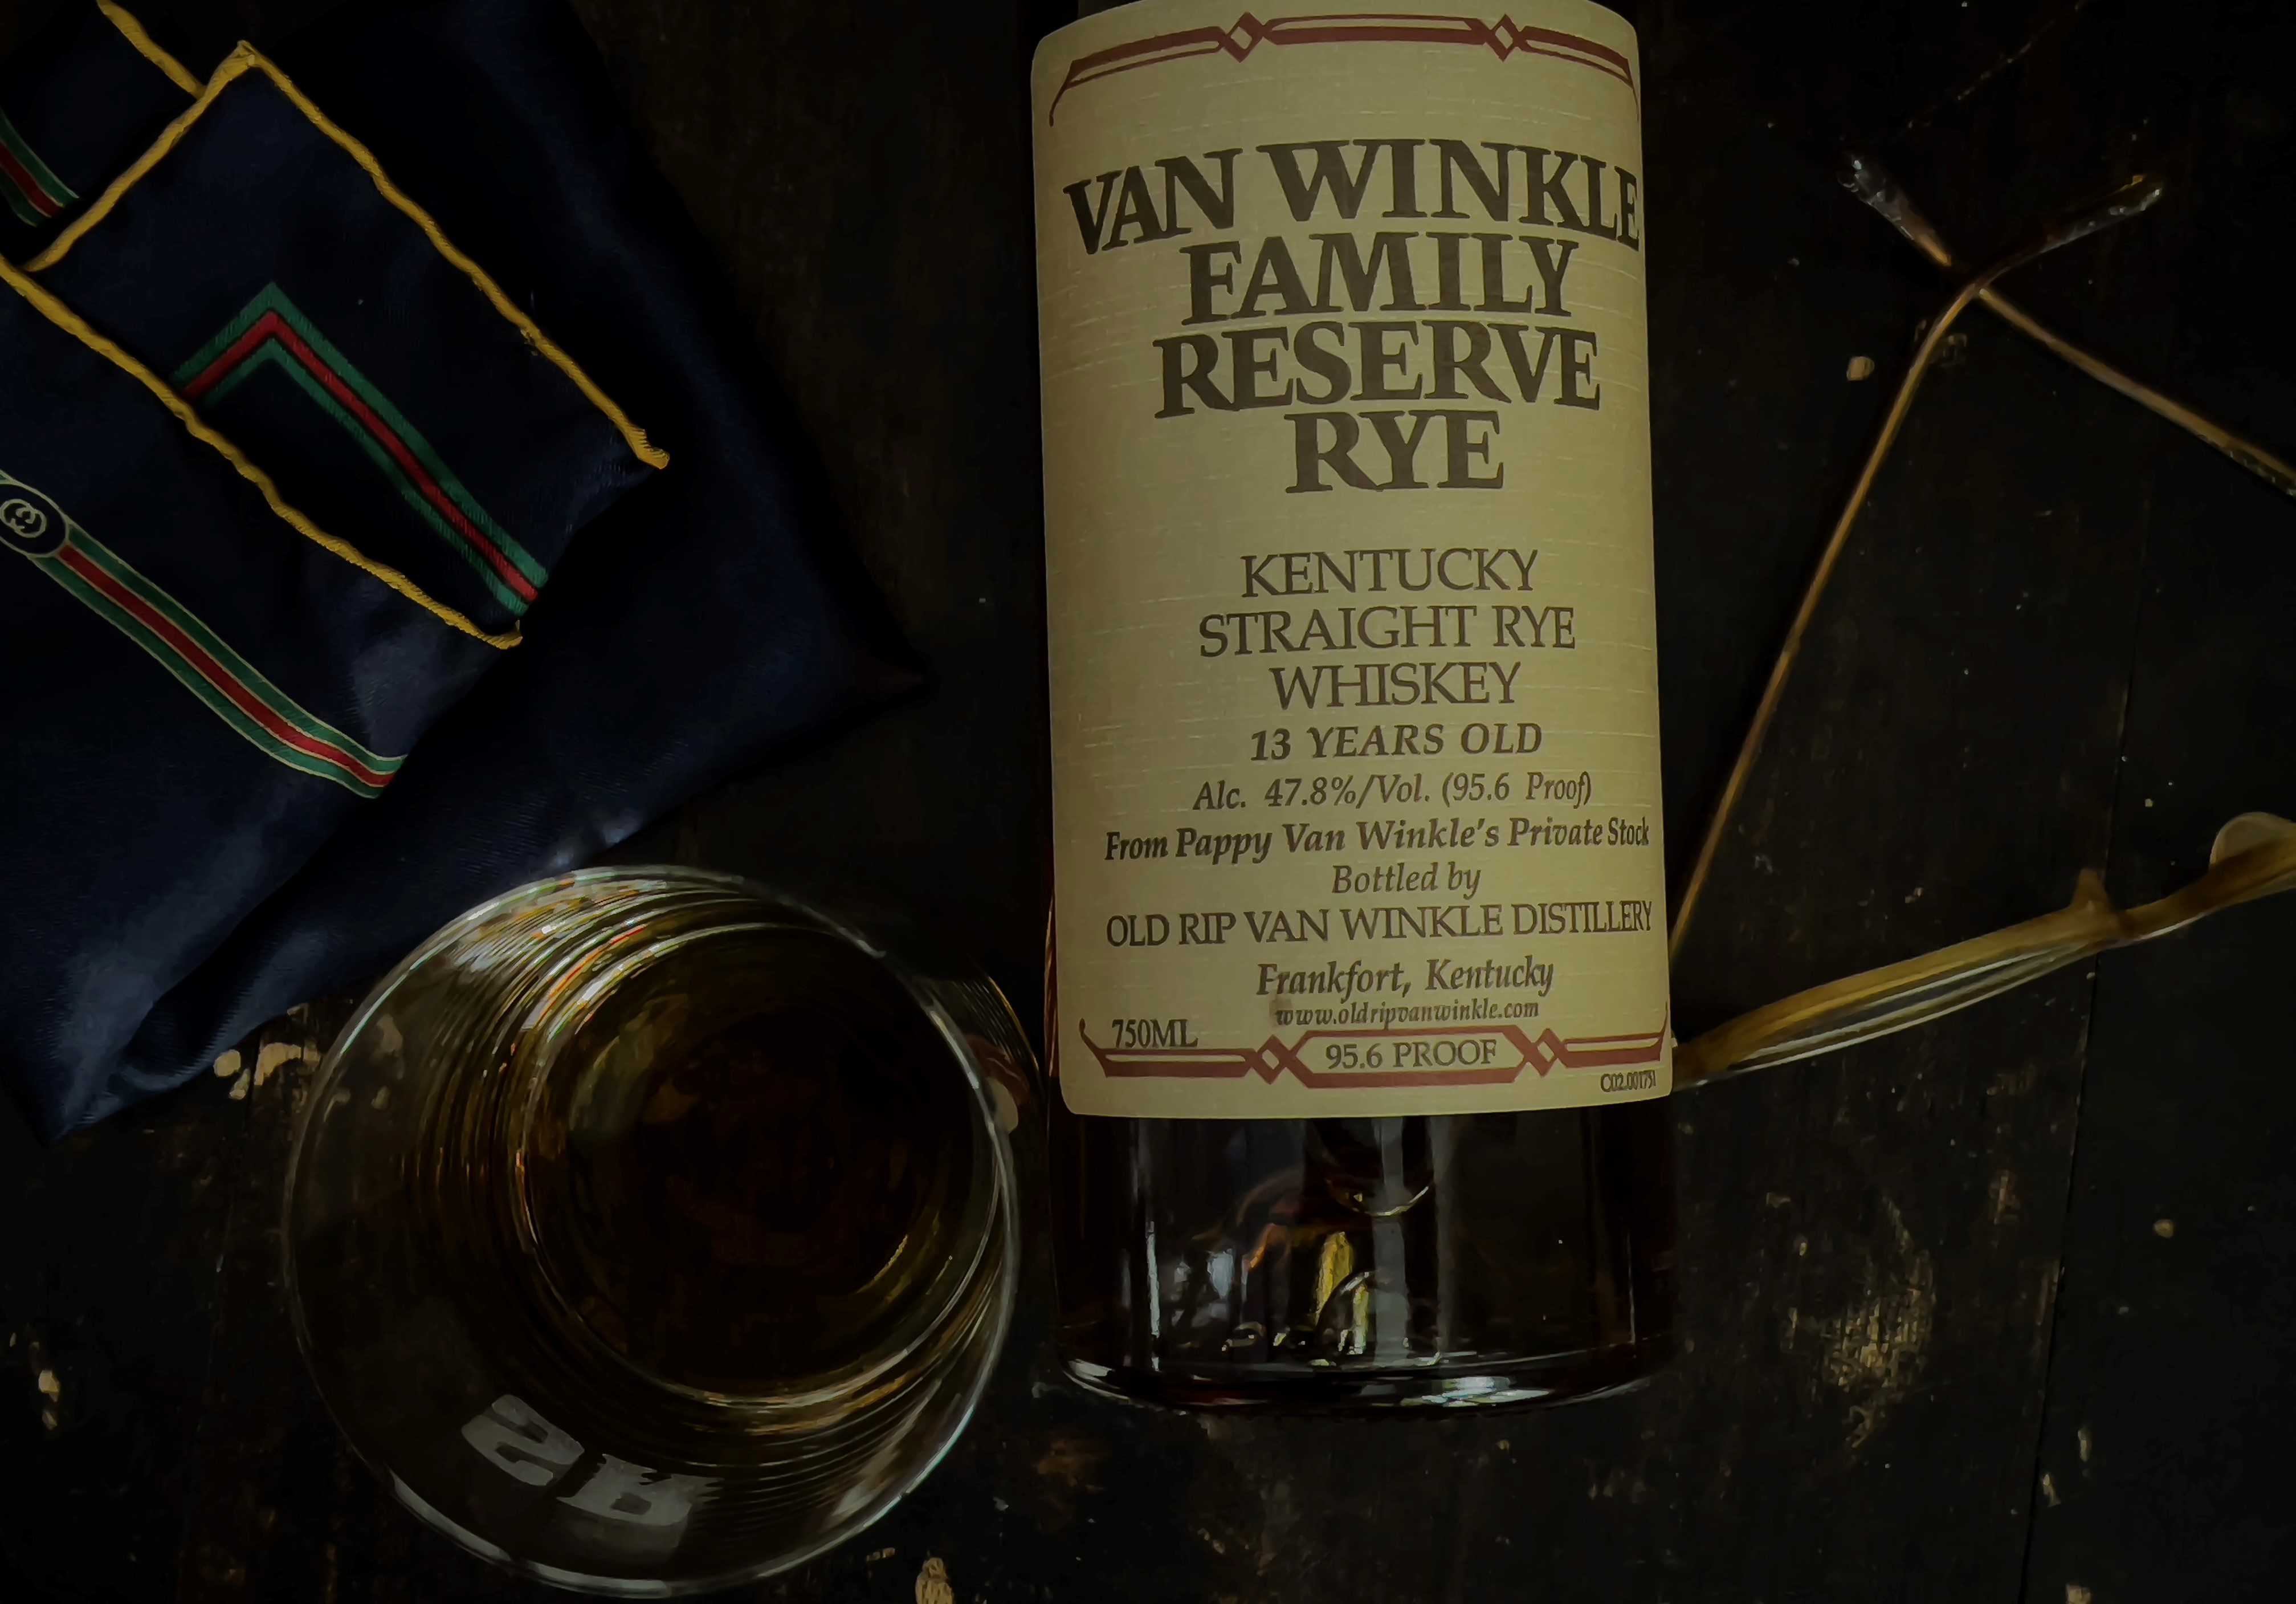 VAN WINKLE
FAMILY
RESERVE
RYE
KENTUCKY
STRAIGHT RYE
WHISKEY
13 YEARS OLD
Alc. 47.8%/Vol. (95.6 Proof)
From Pappy Van Winkle's Private Stock
Bottled by
OLD RIP VAN WINKLE DISTILLERY
Frankfort, Kentucky
www.oldripvanwinkle.com
750ML
95.6 PROOF
C02.001751